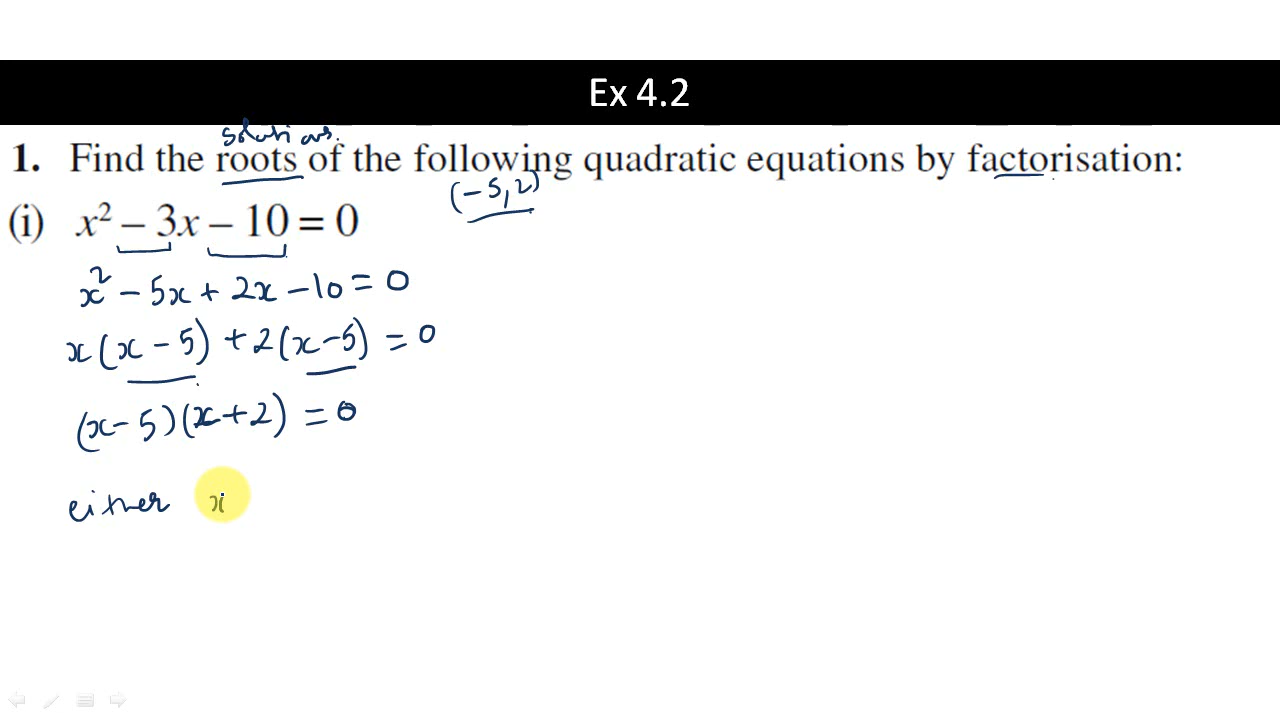 Ex 4.2
solutions.
1. Find the roots of the following quadratic equations by factorisation:
(-5,2)
(i) x² – 3x – 10 = 0
x² - 5x + 2x - 10 = 0
x(x - 5) + 2(x - 5) = 0
(x - 5)(x + 2) = 0
either x